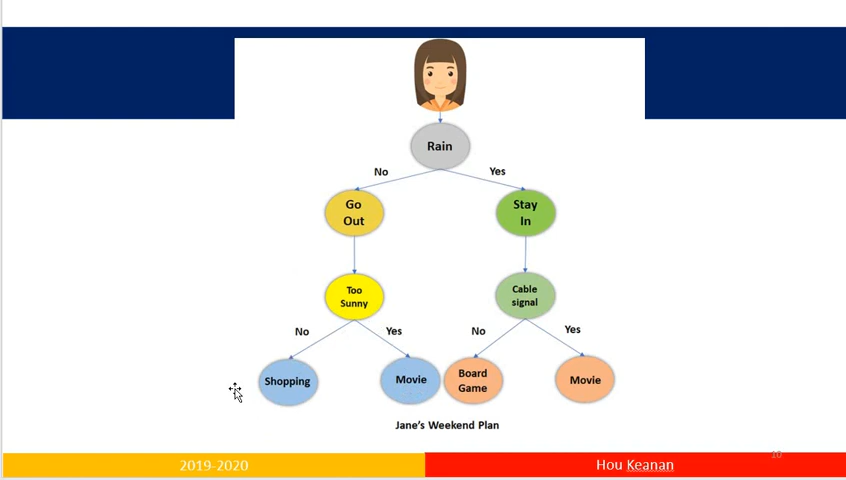 Rain
No
Yes
Go
Out
Stay
In
Too
Sunny
Cable
signal
No
Yes
No
Yes
Shopping
Movie
Board
Game
Movie
Jane's Weekend Plan
10
2019-2020
Hou Keanan